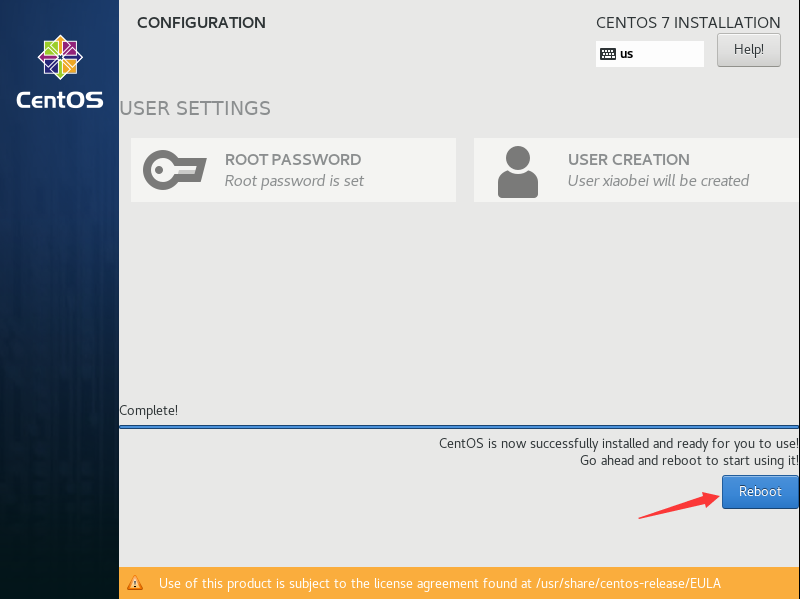 CONFIGURATION
CENTOS 7 INSTALLATION
us
Help!
CentOS
USER SETTINGS
ROOT PASSWORD
Root password is set
USER CREATION
User xiaobei will be created
Complete!
CentOS is now successfully installed and ready for you to use!
Go ahead and reboot to start using it!
Reboot
Use of this product is subject to the license agreement found at /usr/share/centos-release/EULA